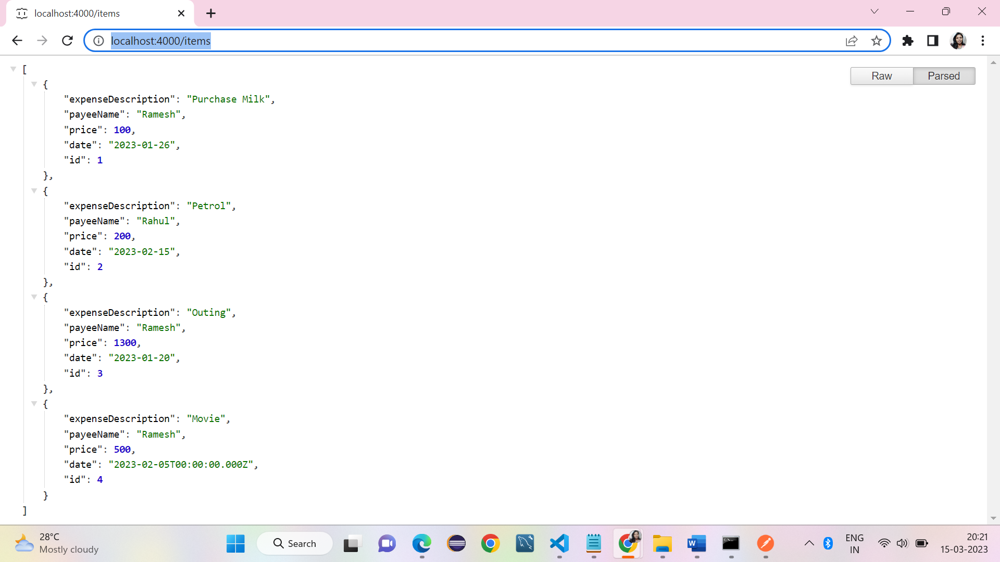 localhost:4000/items
localhost:4000/items
Raw Parsed
[
{
"expenseDescription": "Purchase Milk",
"payeeName": "Ramesh",
"price": 100,
"date": "2023-01-26",
"id": 1
},
{
"expenseDescription": "Petrol",
"payeeName": "Rahul",
"price": 200,
"date": "2023-02-15",
"id": 2
},
{
"expenseDescription": "Outing",
"payeeName": "Ramesh",
"price": 1300,
"date": "2023-01-20",
"id": 3
},
{
"expenseDescription": "Movie",
"payeeName": "Ramesh",
"price": 500,
"date": "2023-02-05T00:00:00.000Z",
"id": 4
}
]
28°C
Mostly cloudy
Search
ENG
IN
20:21
15-03-2023